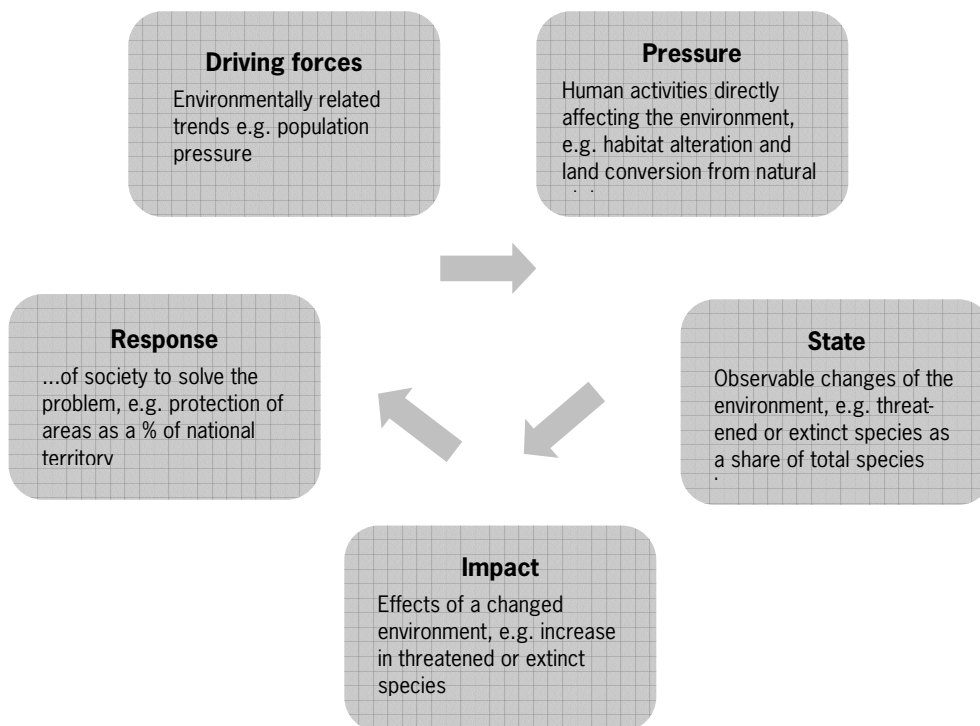 Driving forces
Environmentally related
trends e.g. population
pressure
Pressure
Human activities directly
affecting the environment,
e.g. habitat alteration and
land conversion from natural
Response
...of society to solve the
problem, e.g. protection of
areas as a % of national
territory
State
Observable changes of the
environment, e.g. threat-
ened or extinct species as
a share of total species
Impact
Effects of a changed
environment, e.g. increase
in threatened or extinct
species